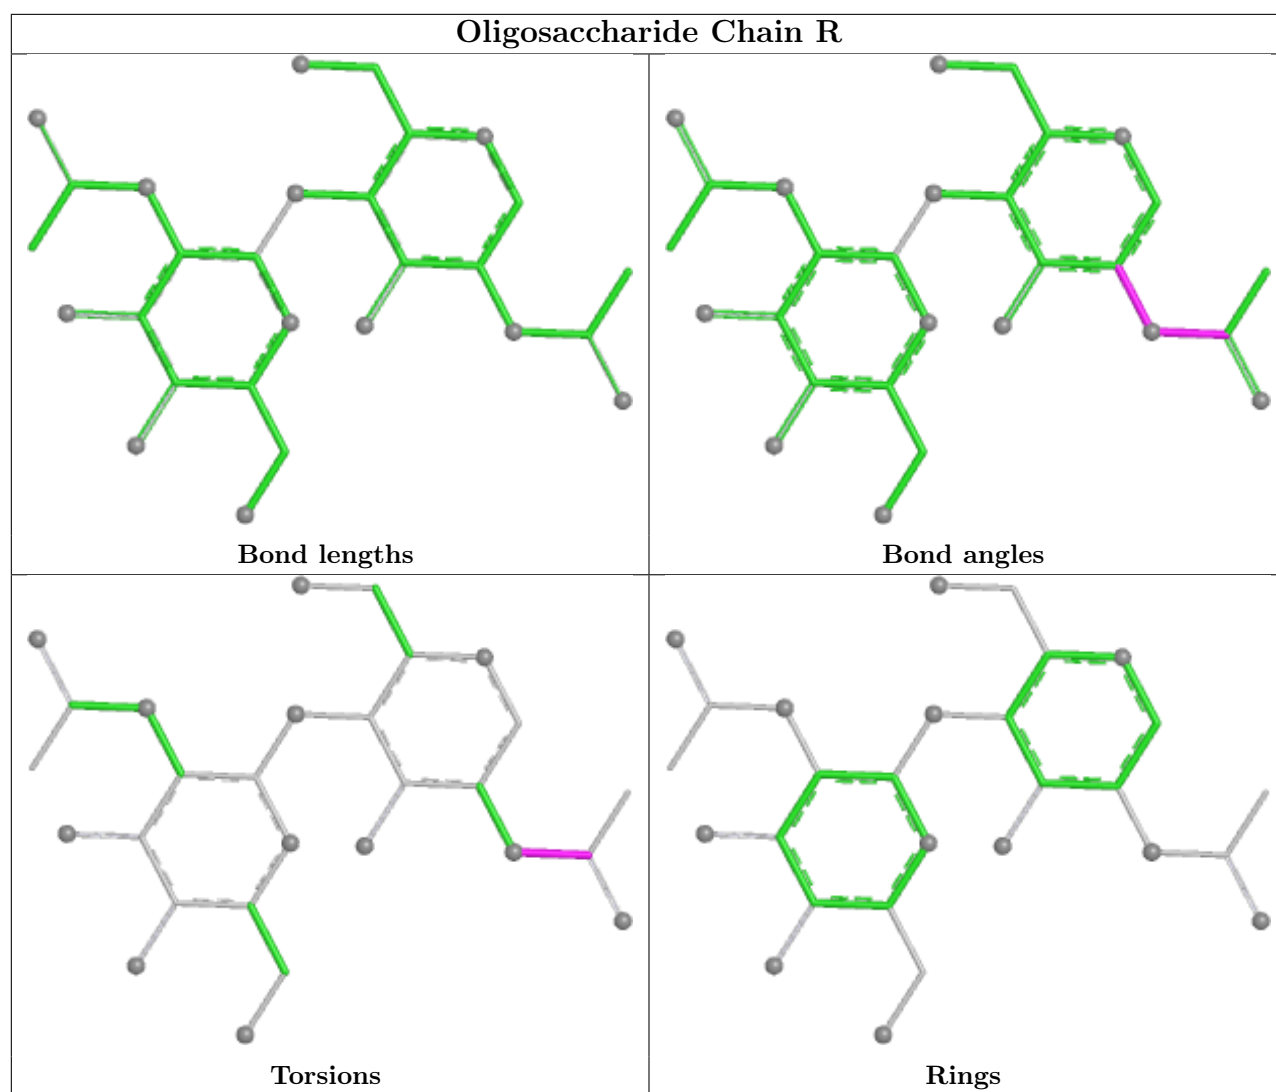 Oligosaccharide Chain R
Bond lengths
Bond angles
Torsions
Rings